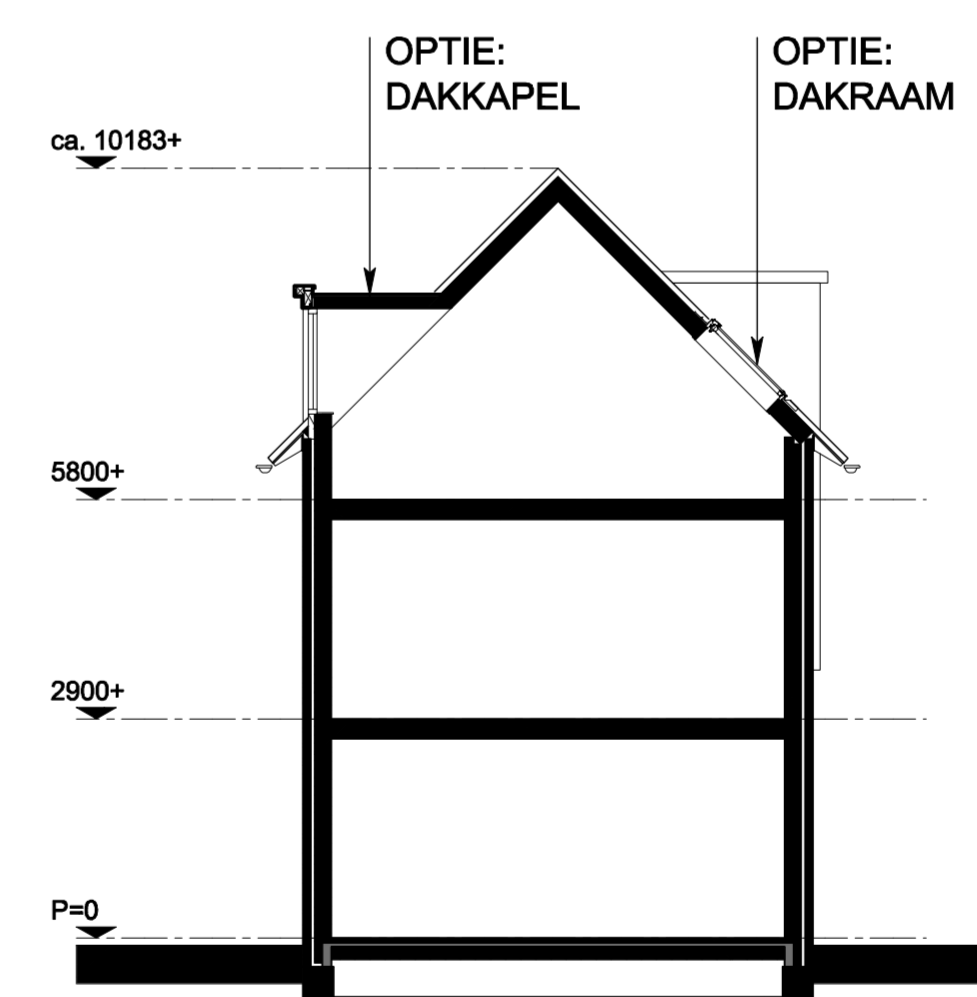 OPTIE:
DAKKAPEL
OPTIE:
DAKRAAM
ca. 10183+
5800+
2900+
P=0